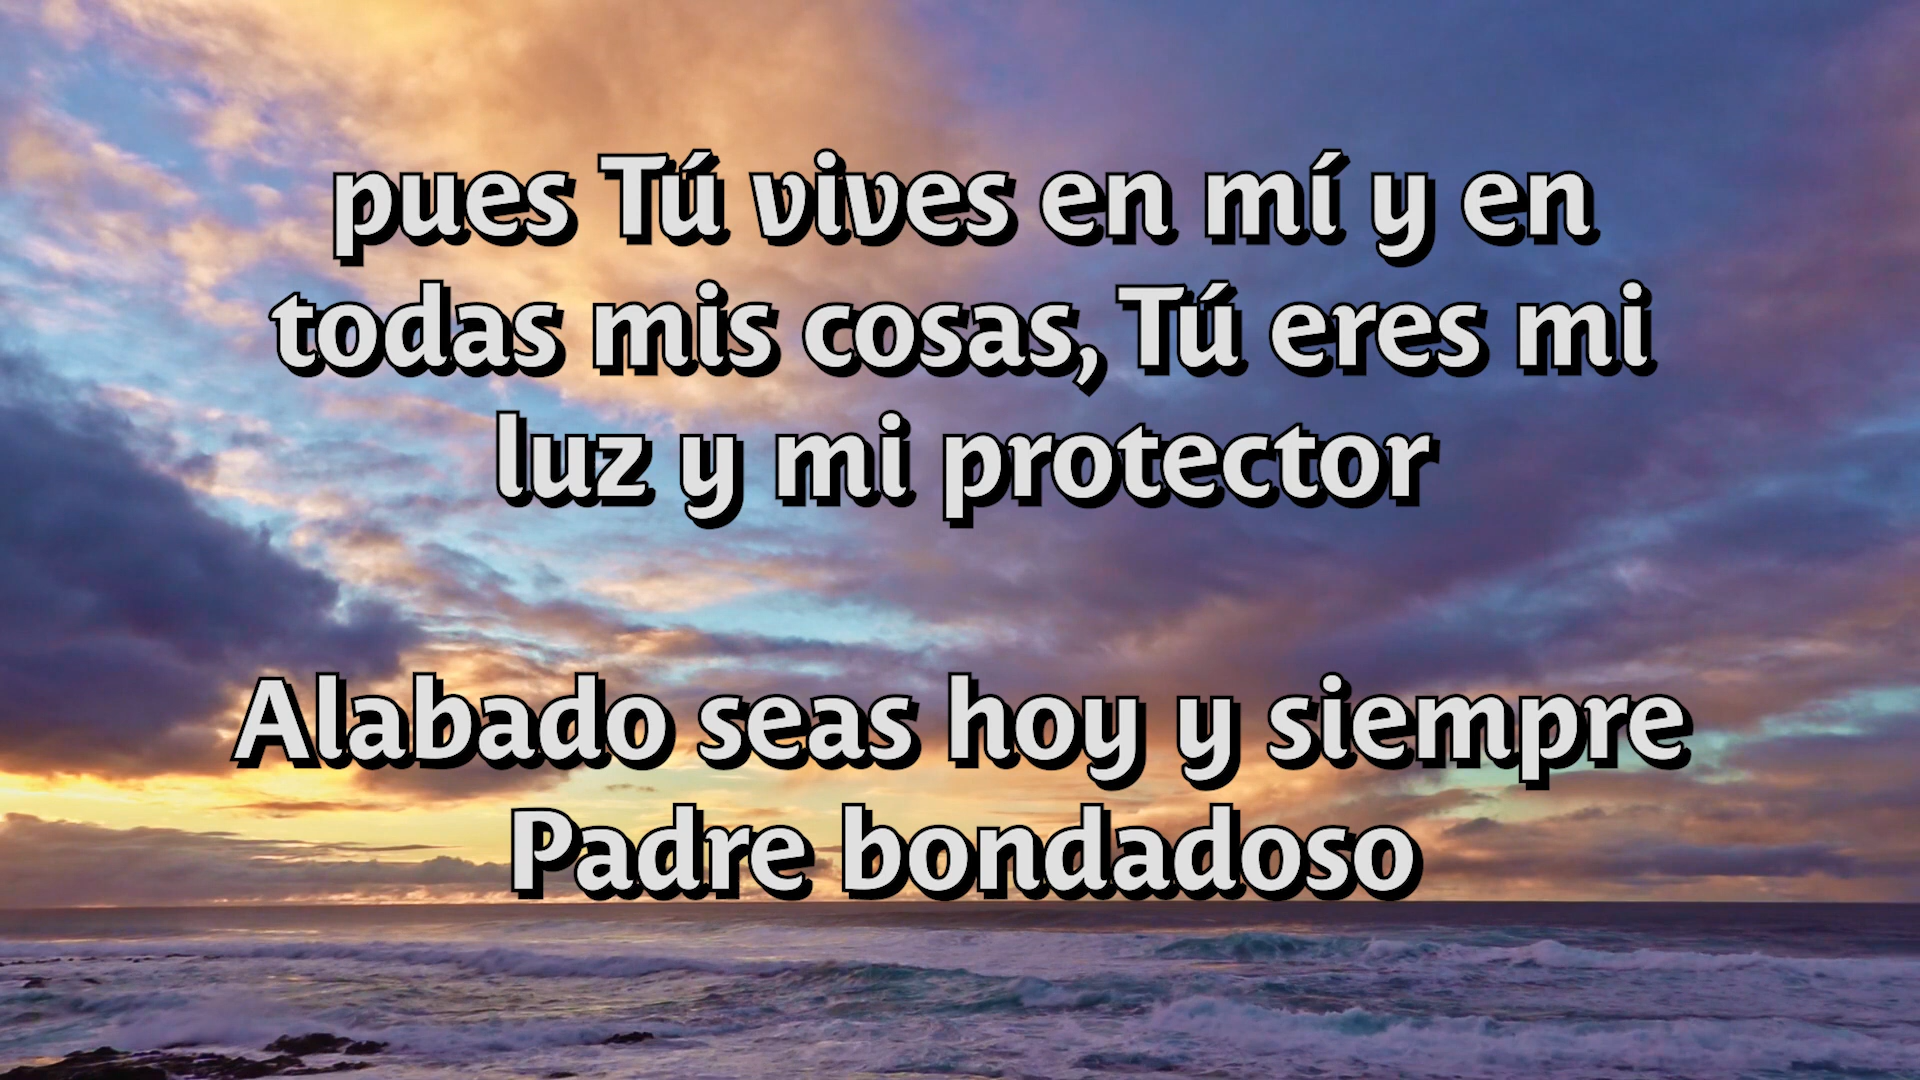 pues Tú vives en mí y en
todas mis cosas, Tú eres mi
luz y mi protector
Alabado seas hoy y siempre
Padre bondadoso